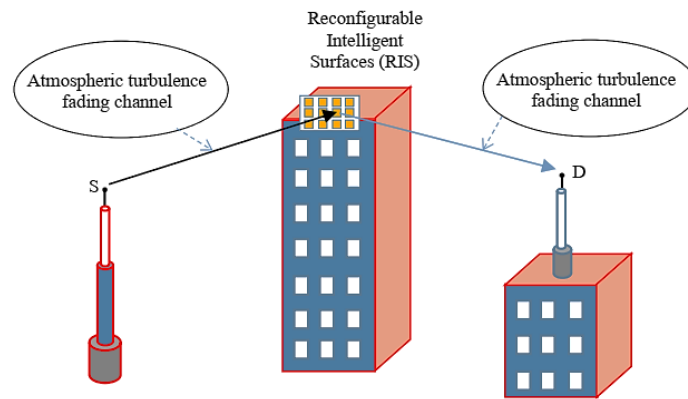 Reconfigurable
Intelligent
Surfaces (RIS)
Atmospheric turbulence
fading channel
Atmospheric turbulence
fading channel
S
D